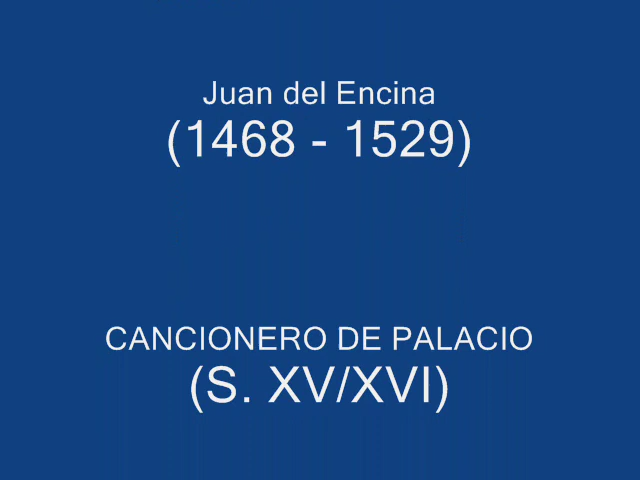 Juan del Encina
(1468 - 1529)
CANCIONERO DE PALACIO
(S. XV/XVI)